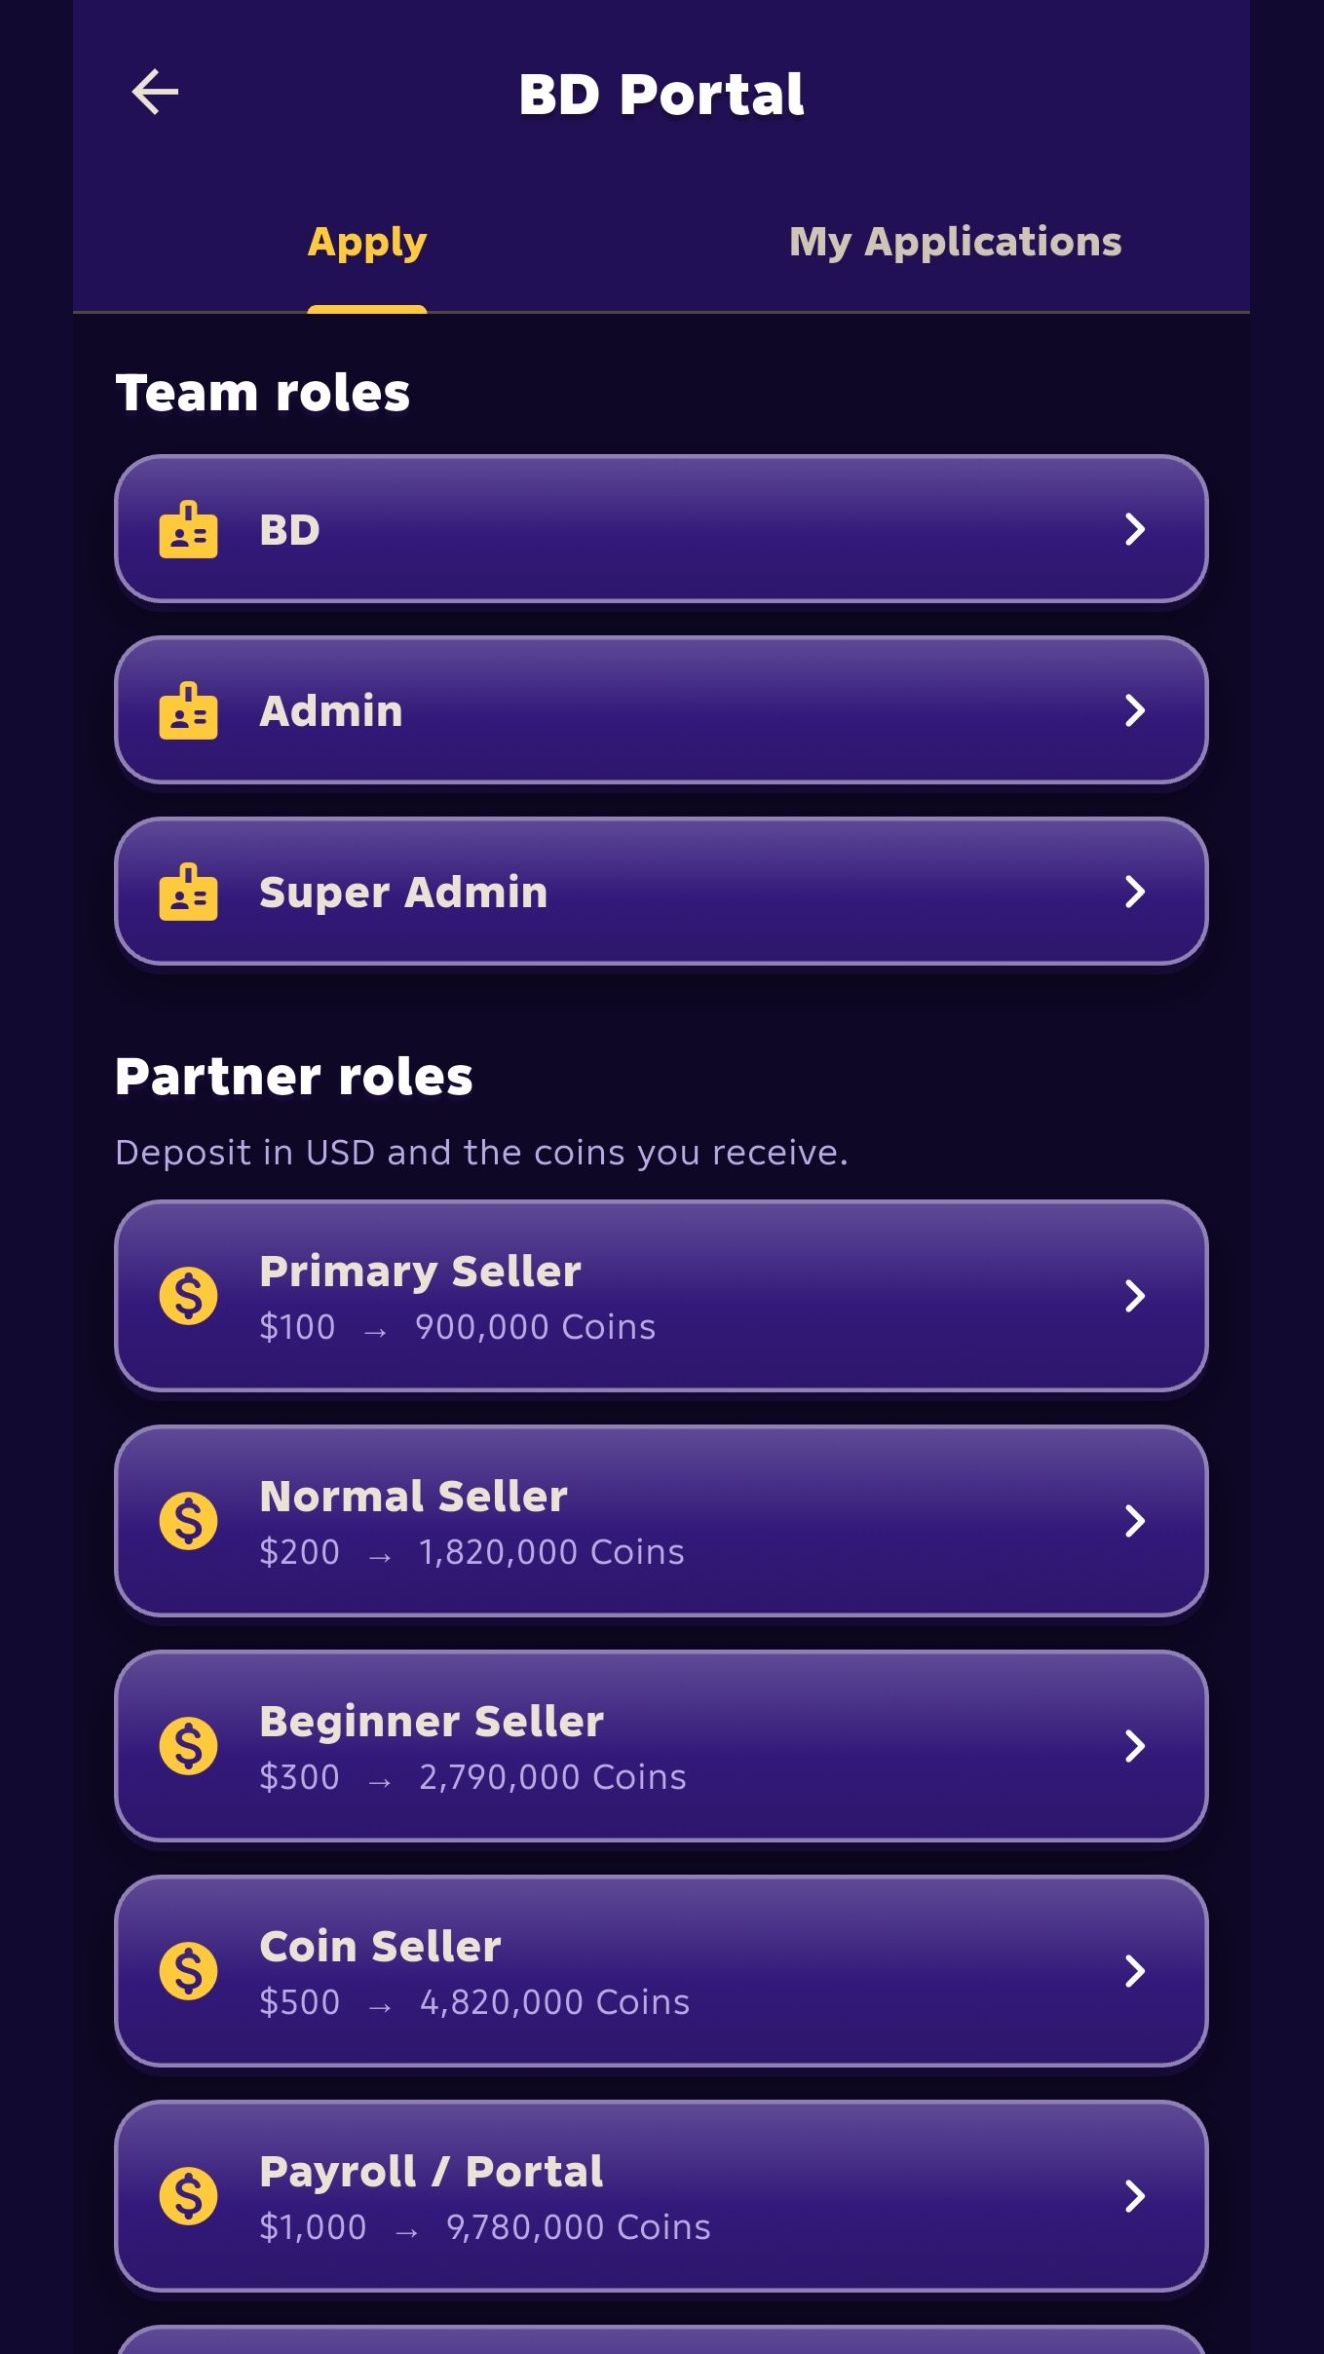 BD Portal
Apply
My Applications
Team roles
BD
Admin
Super Admin
Partner roles
Deposit in USD and the coins you receive.
Primary Seller
$100 → 900,000 Coins
Normal Seller
$200 → 1,820,000 Coins
Beginner Seller
$300 → 2,790,000 Coins
Coin Seller
$500 → 4,820,000 Coins
Payroll / Portal
$1,000 → 9,780,000 Coins